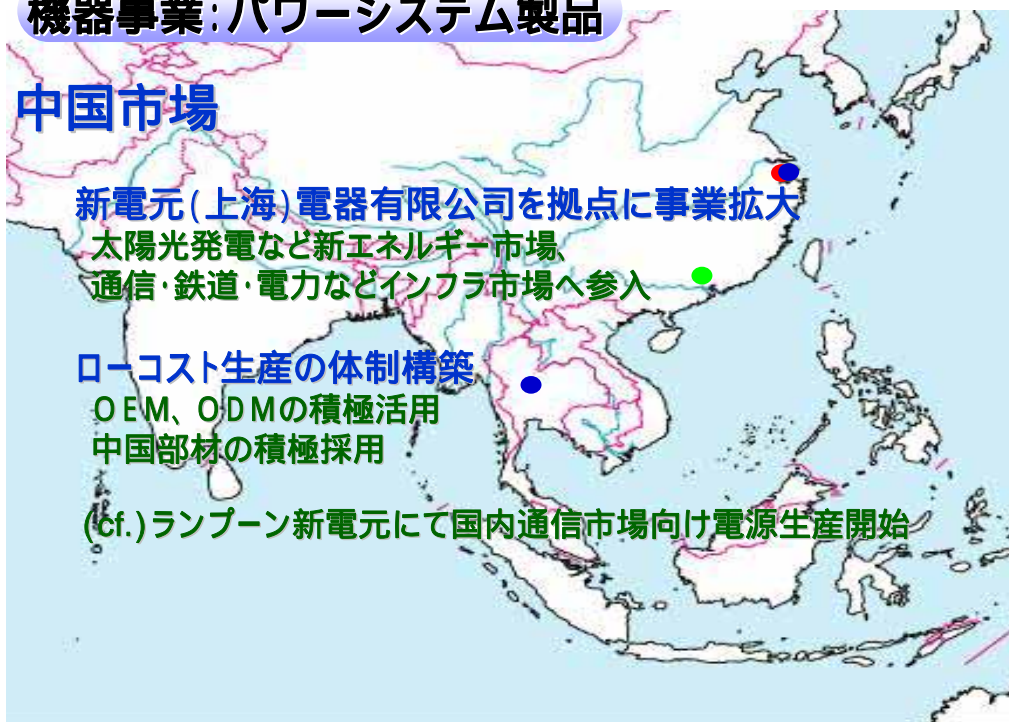 機器事業:パワーシステム製品
中国市場
新電元(上海)電器有限公司を拠点に事業拡大
太陽光発電など新エネルギー市場、
通信・鉄道・電力などインフラ市場へ参入
ローコスト生産の体制構築
OEM、ODMの積極活用
中国部材の積極採用
(cf.)ランプーン新電元にて国内通信市場向け電源生産開始